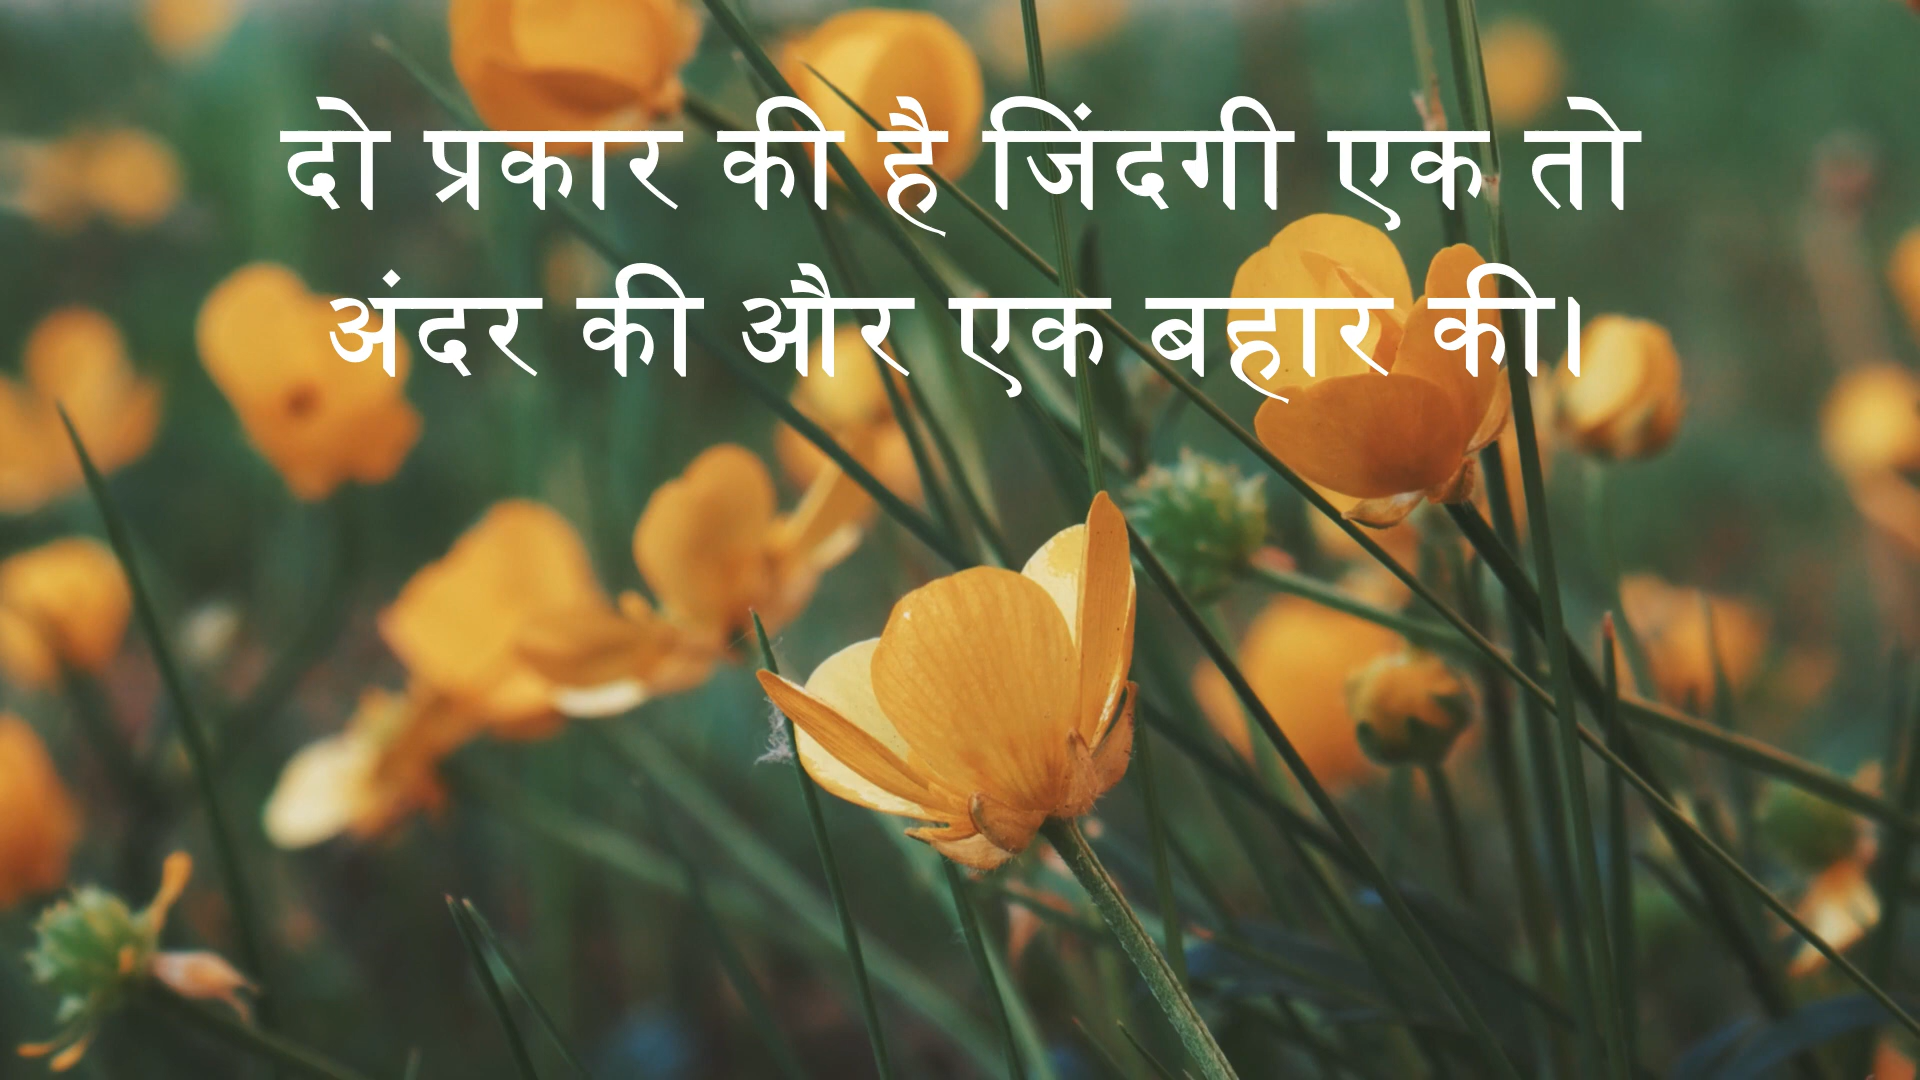 दो प्रकार की है जिंदगी एक तो
अंदर की और एक बहार की।